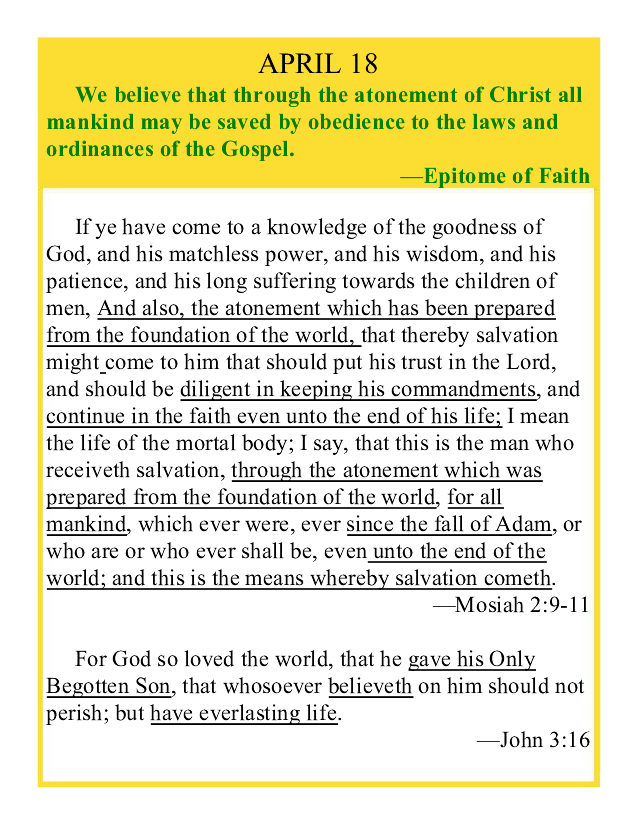 APRIL 18
We believe that through the atonement of Christ all
mankind may be saved by obedience to the laws and
ordinances of the Gospel.
—Epitome of Faith
If ye have come to a knowledge of the goodness of
God, and his matchless power, and his wisdom, and his
patience, and his long suffering towards the children of
men, And also, the atonement which has been prepared
from the foundation of the world, that thereby salvation
might come to him that should put his trust in the Lord,
and should be diligent in keeping his commandments, and
continue in the faith even unto the end of his life; I mean
the life of the mortal body; I say, that this is the man who
receiveth salvation, through the atonement which was
prepared from the foundation of the world, for all
mankind, which ever were, ever since the fall of Adam, or
who are or who ever shall be, even unto the end of the
world; and this is the means whereby salvation cometh.
—Mosiah 2:9-11
For God so loved the world, that he gave his Only
Begotten Son, that whosoever believeth on him should not
perish; but have everlasting life.
—John 3:16